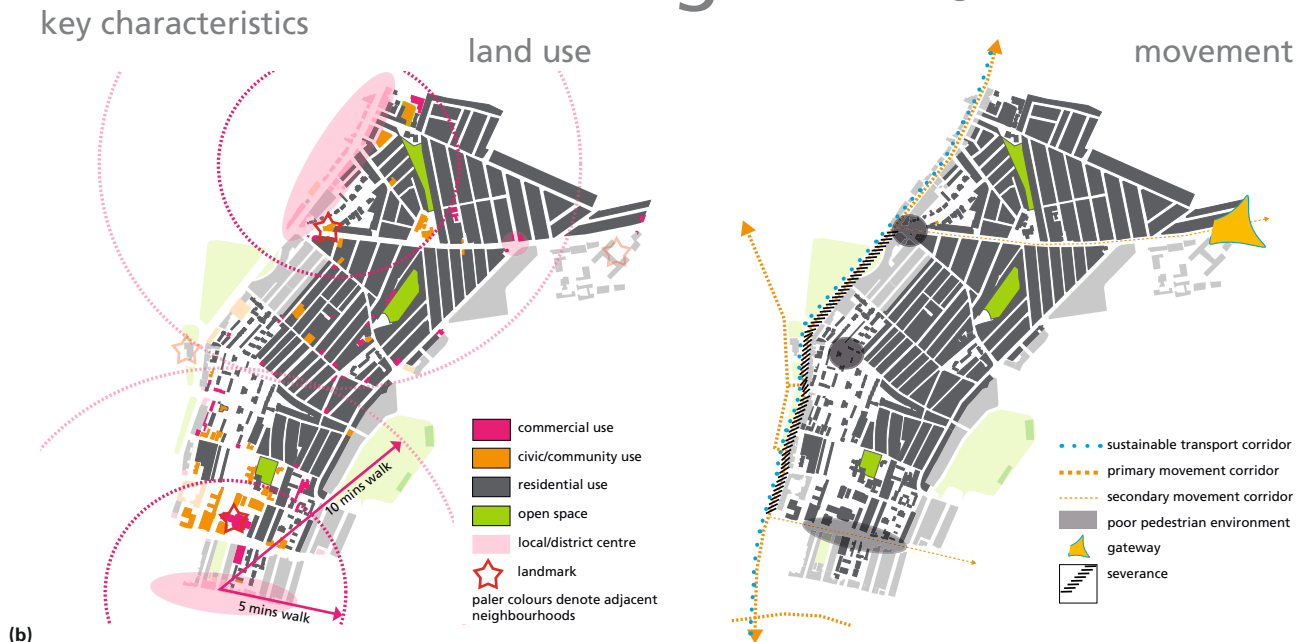 key characteristics
land use
movement
commercial use
civic/community use
residential use
open space
local/district centre
landmark
paler colours denote adjacent
neighbourhoods
10 mins walk
5 mins walk
sustainable transport corridor
primary movement corridor
secondary movement corridor
poor pedestrian environment
gateway
severance
(b)